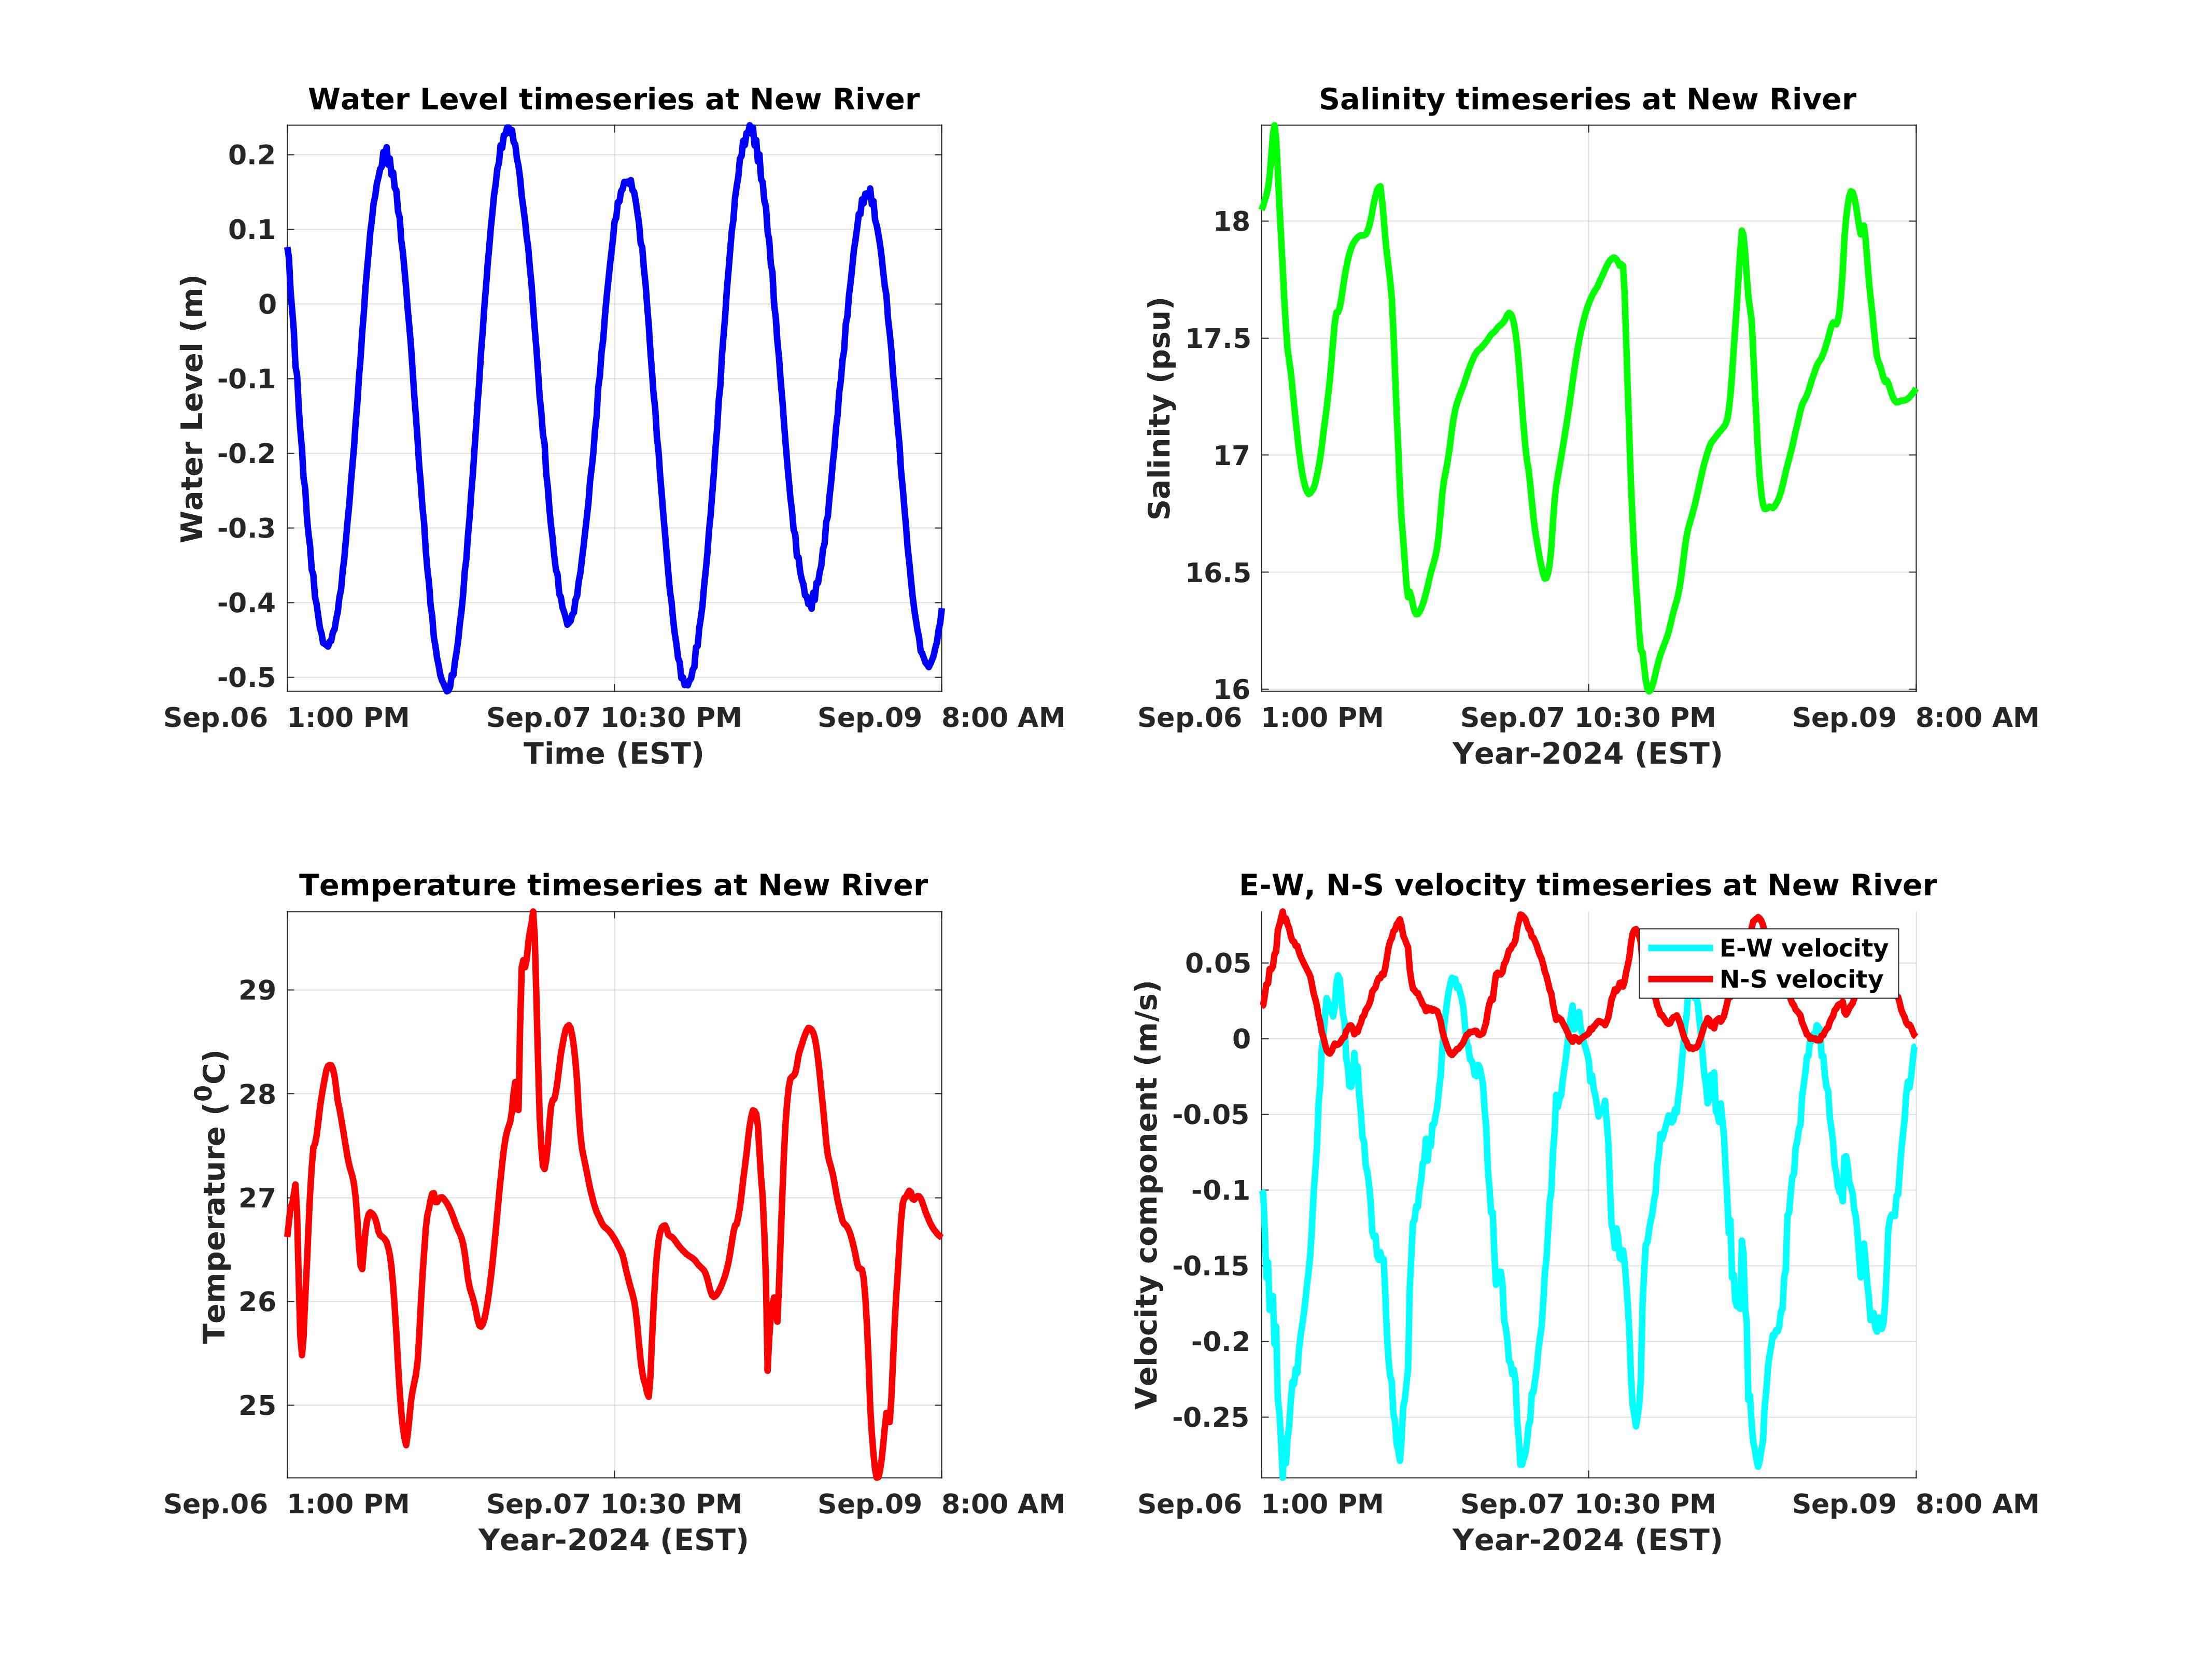 Water Level timeseries at New River
0.2
0.1
0
-0.1
-0.2
-0.3
-0.4
-0.5
Water Level (m)
Sep.06 1:00 PM Sep.07 10:30 PM Sep.09 8:00 AM
Time (EST)
Salinity timeseries at New River
18
17.5
17
16.5
16
Salinity (psu)
Sep.06 1:00 PM Sep.07 10:30 PM Sep.09 8:00 AM
Year-2024 (EST)
Temperature timeseries at New River
29
28
27
26
25
Temperature (⁰C)
Sep.06 1:00 PM Sep.07 10:30 PM Sep.09 8:00 AM
Year-2024 (EST)
E-W, N-S velocity timeseries at New River
E-W velocity
N-S velocity
0.05
0
-0.05
-0.1
-0.15
-0.2
-0.25
Velocity component (m/s)
Sep.06 1:00 PM Sep.07 10:30 PM Sep.09 8:00 AM
Year-2024 (EST)